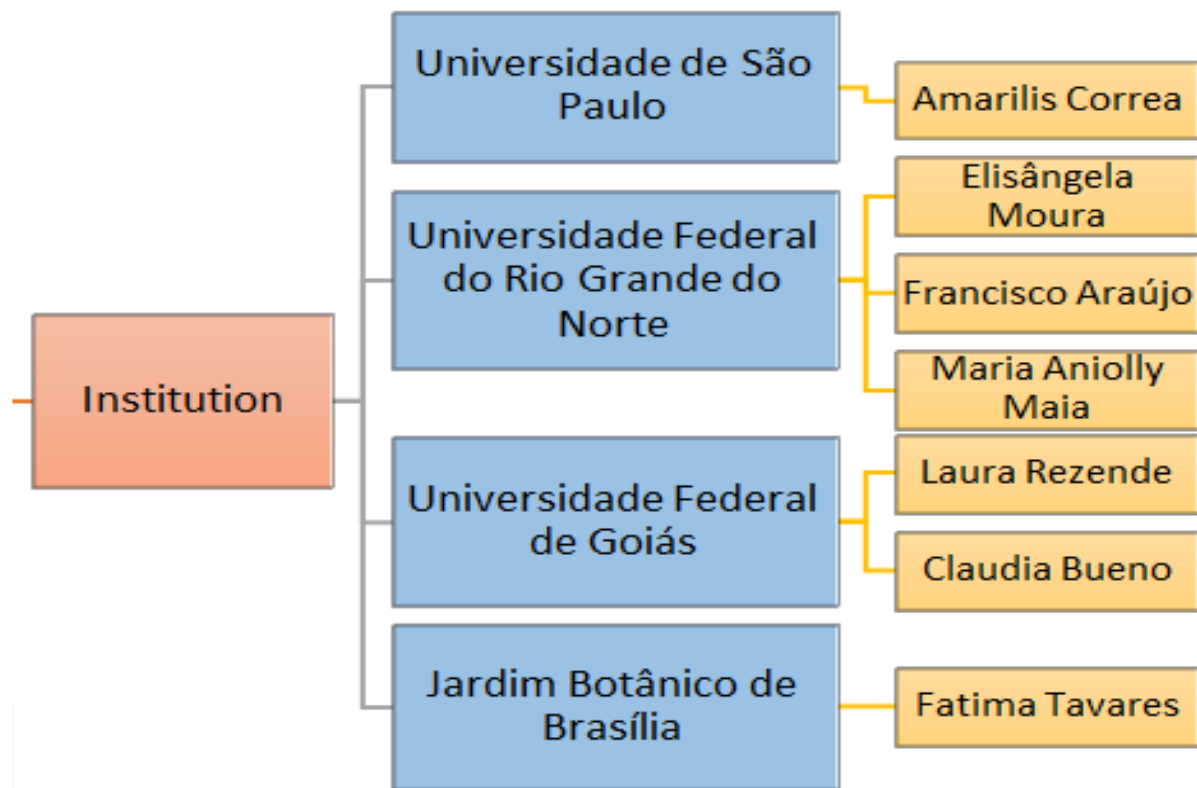 Institution
Universidade de São
Paulo
Amarilis Correa
Universidade Federal
do Rio Grande do
Norte
Elisângela
Moura
Francisco Araújo
Maria Aniolly
Maia
Universidade Federal
de Goiás
Laura Rezende
Claudia Bueno
Jardim Botânico de
Brasília
Fatima Tavares